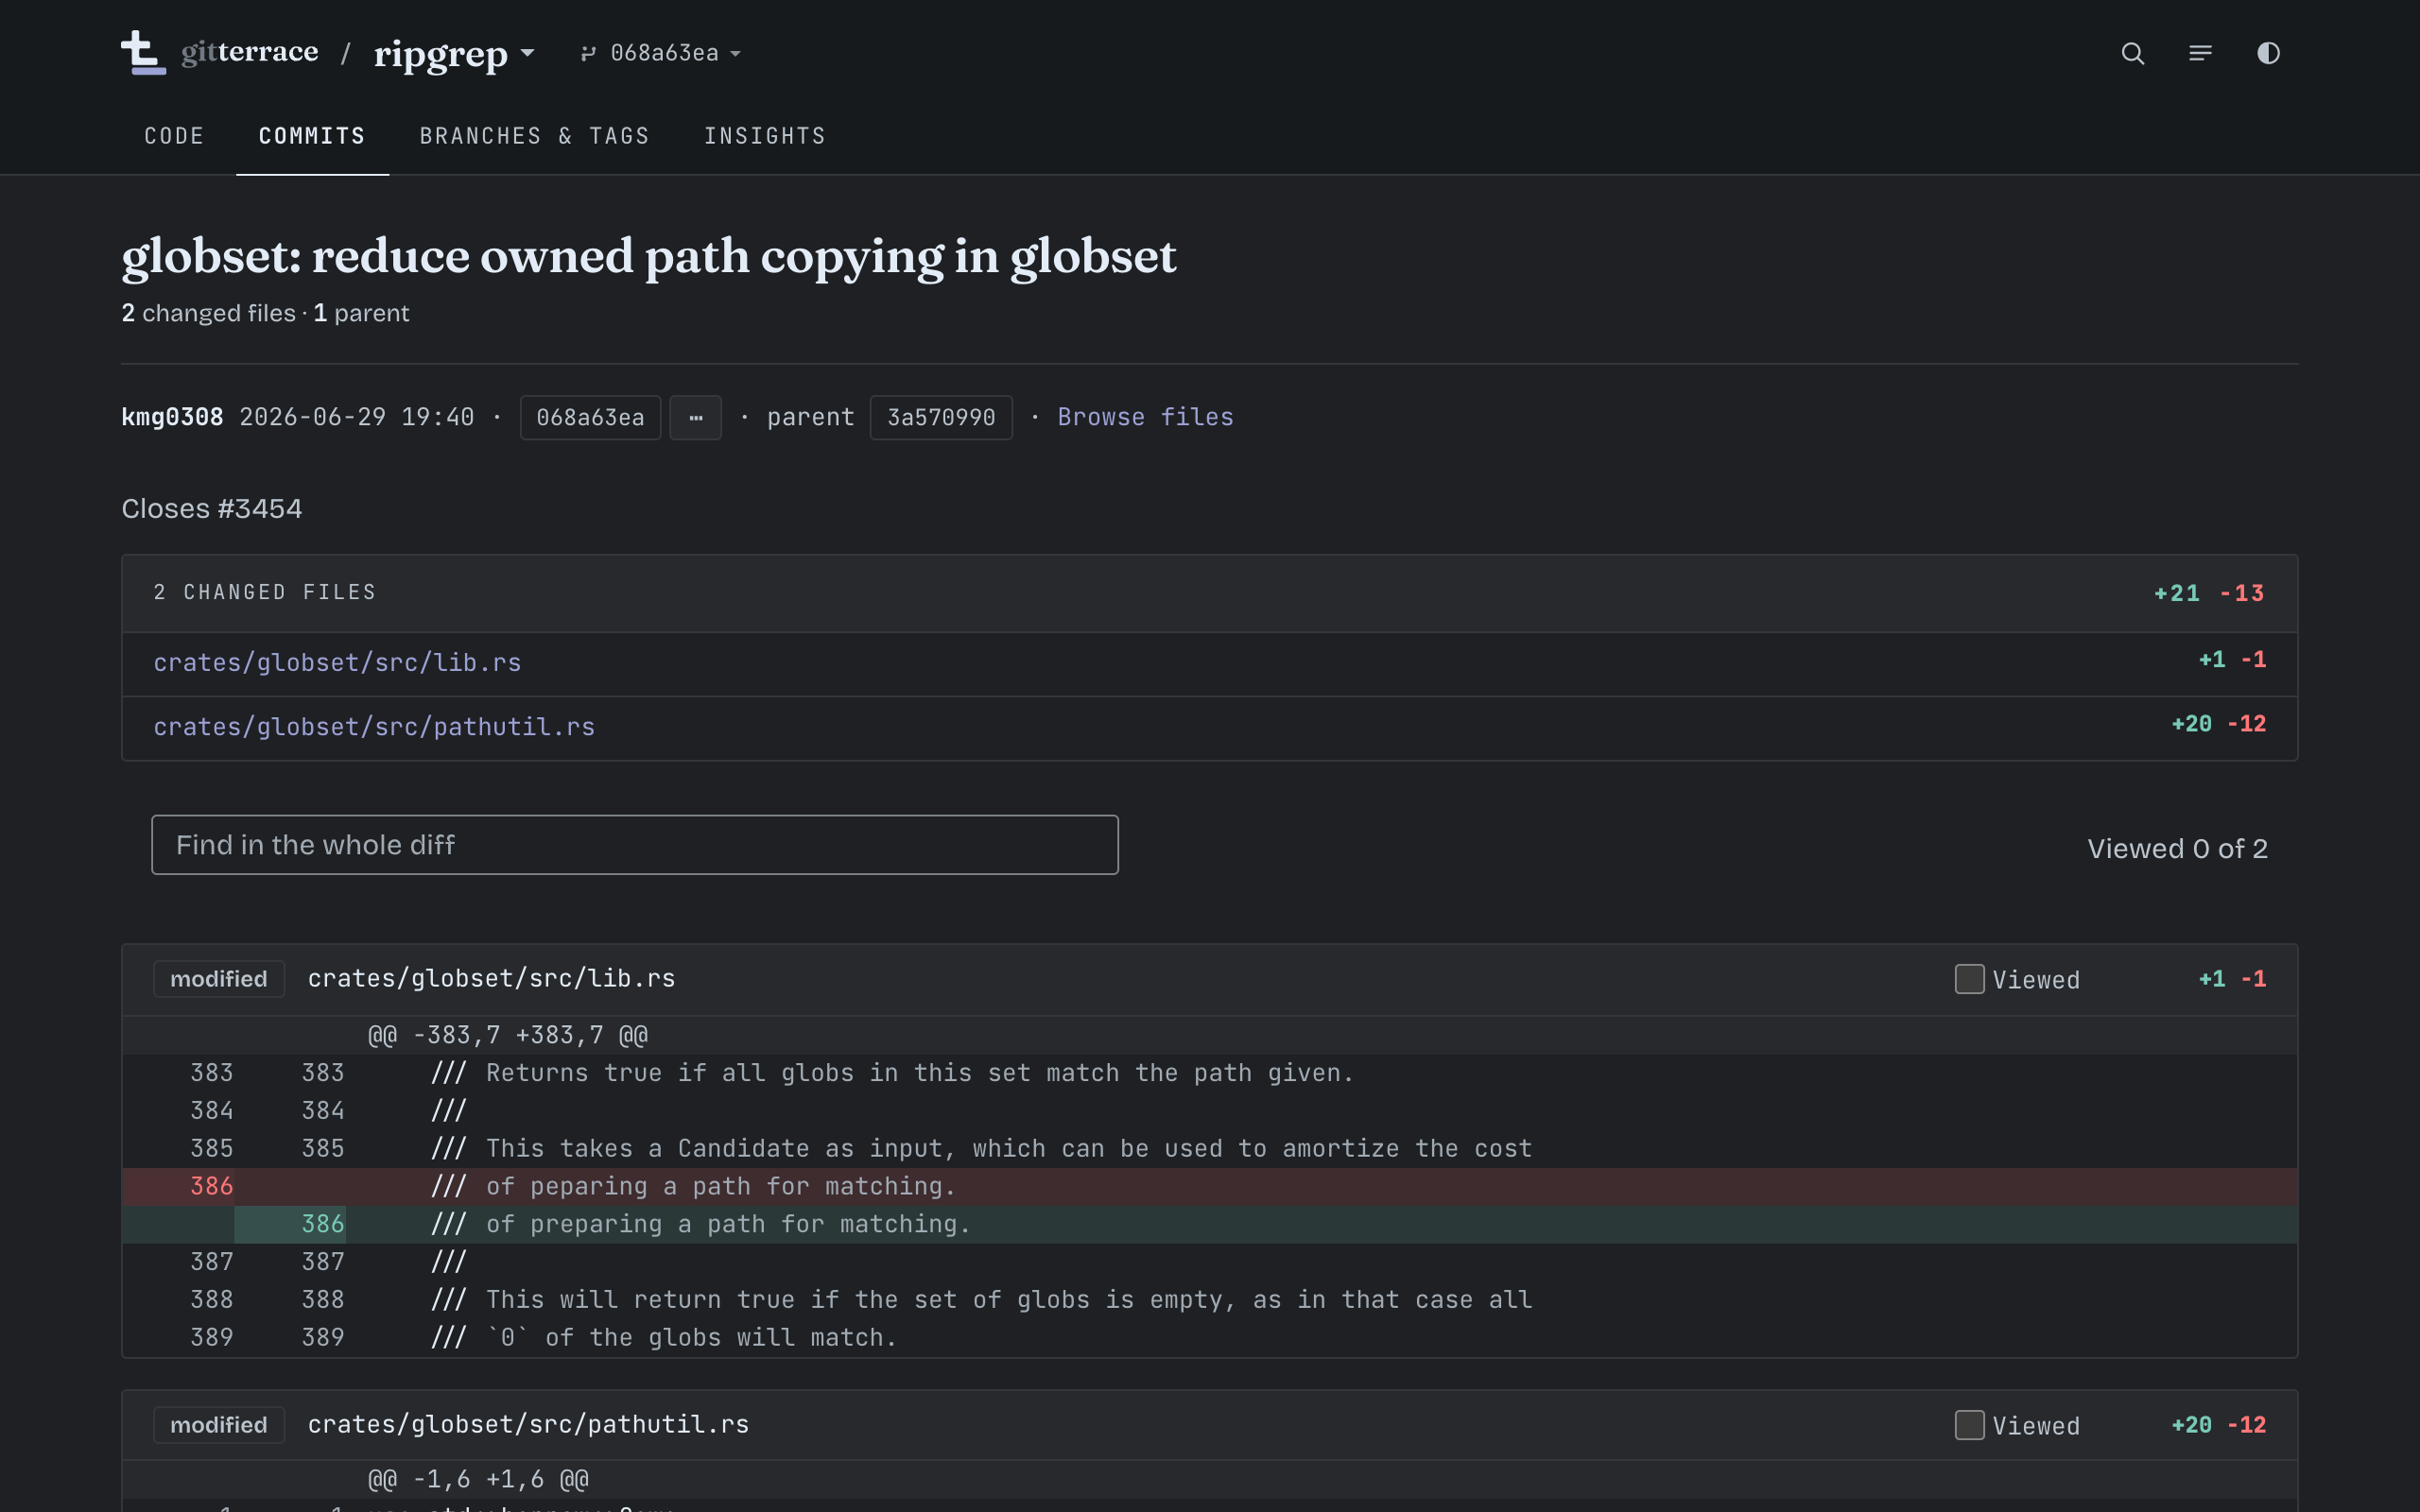 gitterrace / ripgrep 068a63ea
CODE COMMITS BRANCHES & TAGS INSIGHTS
globset: reduce owned path copying in globset
2 changed files · 1 parent
kmg0308 2026-06-29 19:40 · 068a63ea ⋯ · parent 3a570990 · Browse files
Closes #3454
2 CHANGED FILES +21 -13
crates/globset/src/lib.rs +1 -1
crates/globset/src/pathutil.rs +20 -12
Find in the whole diff Viewed 0 of 2
modified crates/globset/src/lib.rs Viewed +1 -1
@@ -383,7 +383,7 @@
383 383 /// Returns true if all globs in this set match the path given.
384 384 ///
385 385 /// This takes a Candidate as input, which can be used to amortize the cost
386 /// of peparing a path for matching.
386 /// of preparing a path for matching.
387 387 ///
388 388 /// This will return true if the set of globs is empty, as in that case all
389 389 /// `0` of the globs will match.
modified crates/globset/src/pathutil.rs Viewed +20 -12
@@ -1,6 +1,6 @@